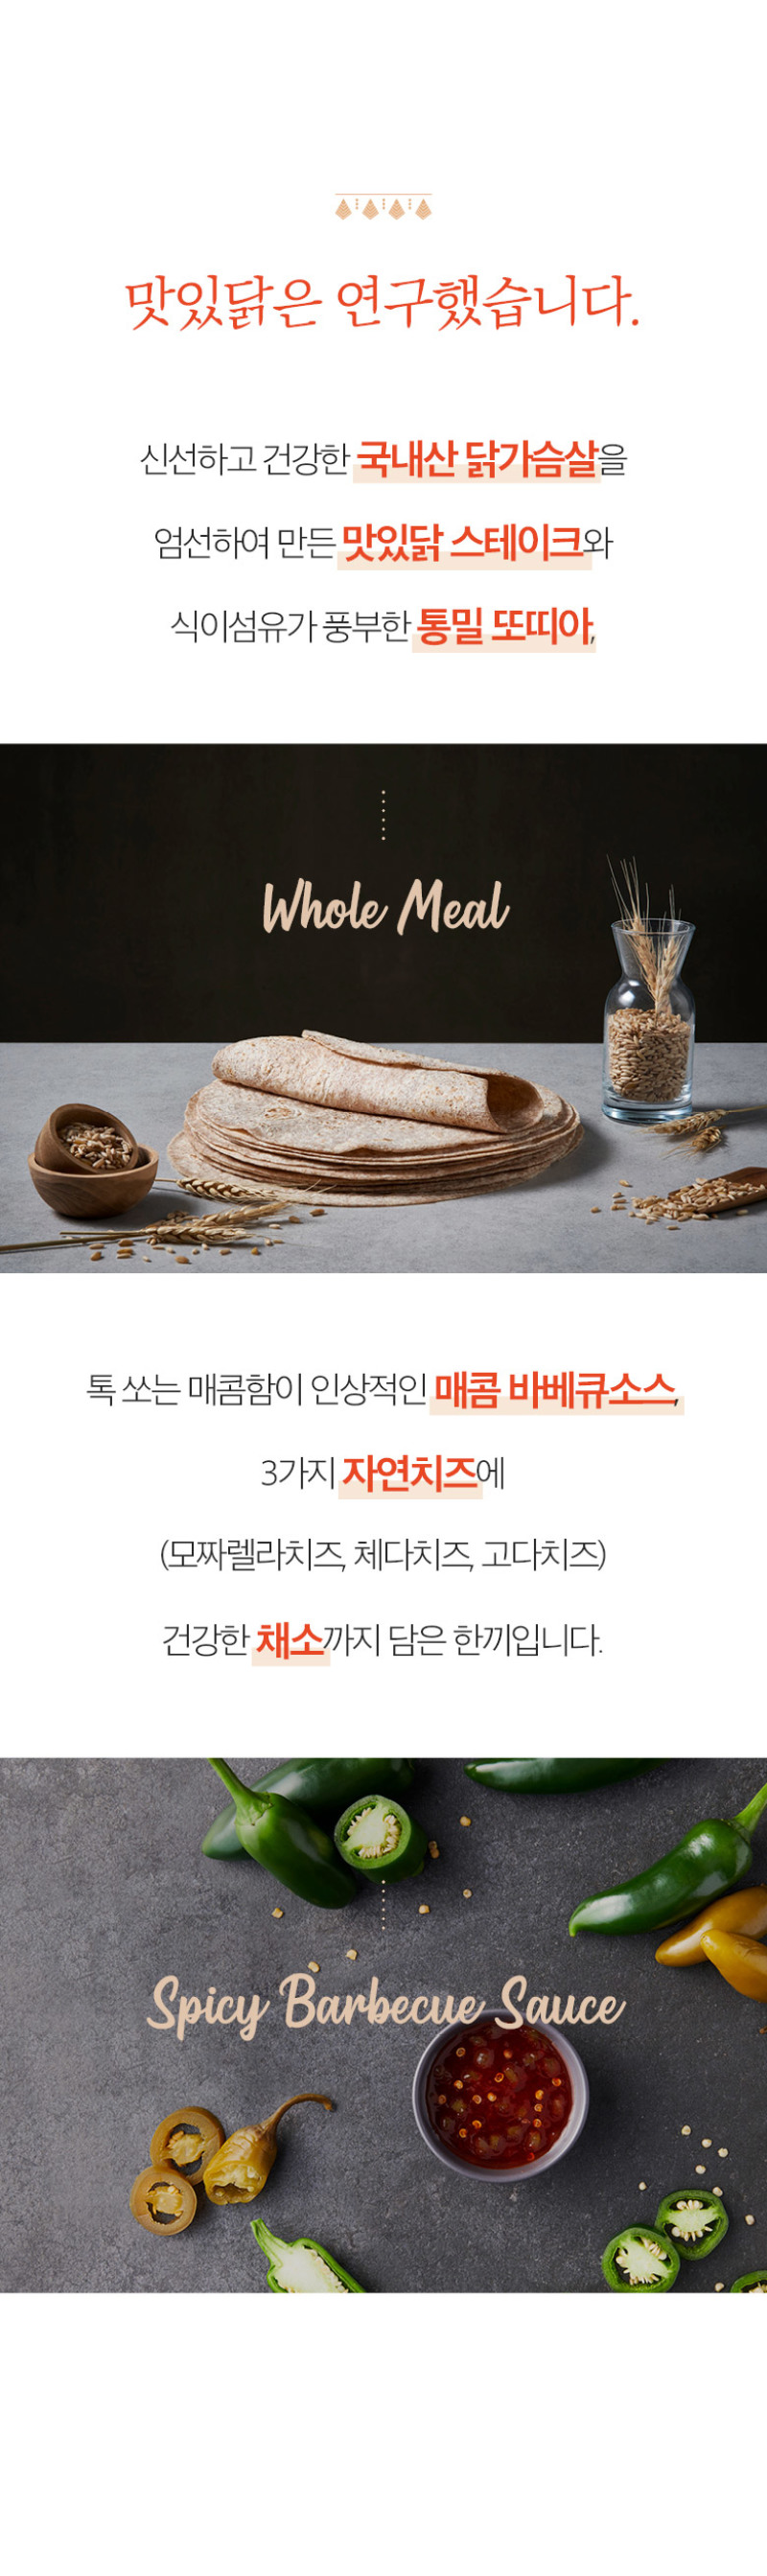 맛있닭은 연구했습니다.
신선하고 건강한 국내산 닭가슴살을
엄선하여 만든 맛있닭 스테이크와
식이섬유가 풍부한 통밀 또띠아,
Whole Meal
톡 쏘는 매콤함이 인상적인 매콤 바베큐소스,
3가지 자연치즈에
(모짜렐라치즈, 체다치즈, 고다치즈)
건강한 채소까지 담은 한끼입니다.
Spicy Barbecue Sauce